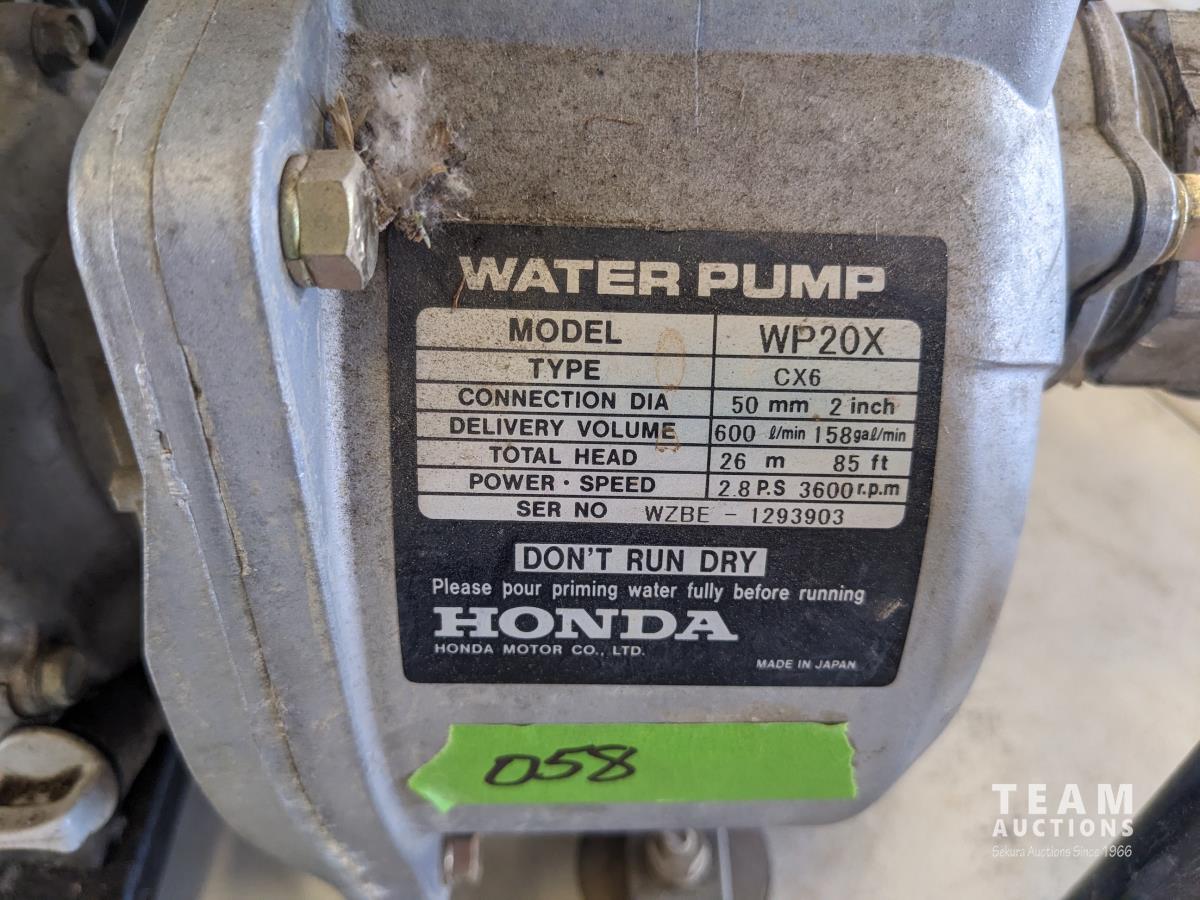 WATER PUMP
MODEL WP20X
TYPE CX6
CONNECTION DIA 50 mm 2 inch
DELIVERY VOLUME 600 ℓ/min 158 gaℓ/min
TOTAL HEAD 26 m 85 ft
POWER · SPEED 2.8 P.S 3600 r.p.m
SER NO WZBE - 1293903
DON'T RUN DRY
Please pour priming water fully before running
HONDA
HONDA MOTOR CO., LTD.
MADE IN JAPAN
058
TEAM
AUCTIONS
Sekura Auctions Since 1966